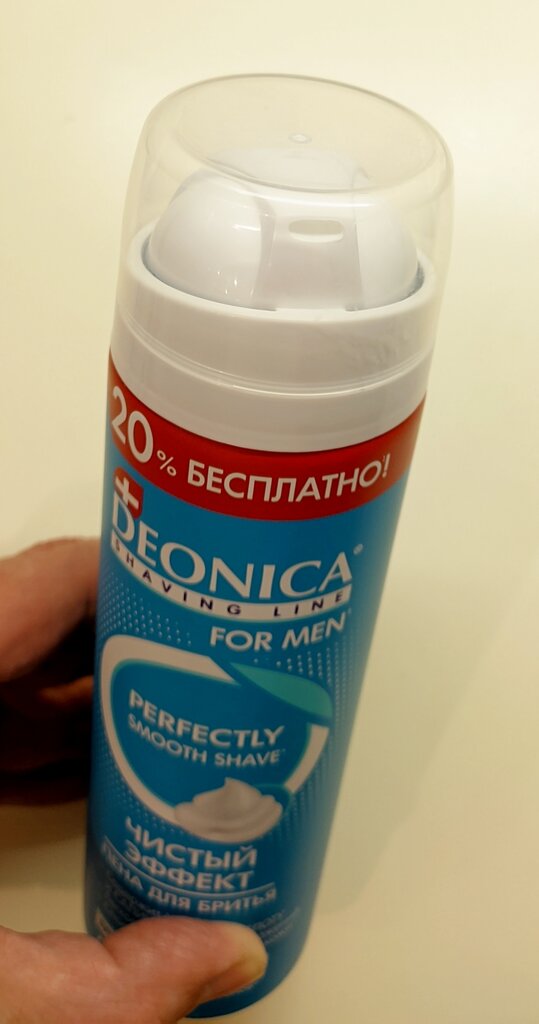 20% БЕСПЛАТНО!
DEONICA®
SHAVING LINE
FOR MEN
PERFECTLY
SMOOTH SHAVE
ЧИСТЫЙ
ЭФФЕКТ
ПЕНА ДЛЯ БРИТЬЯ